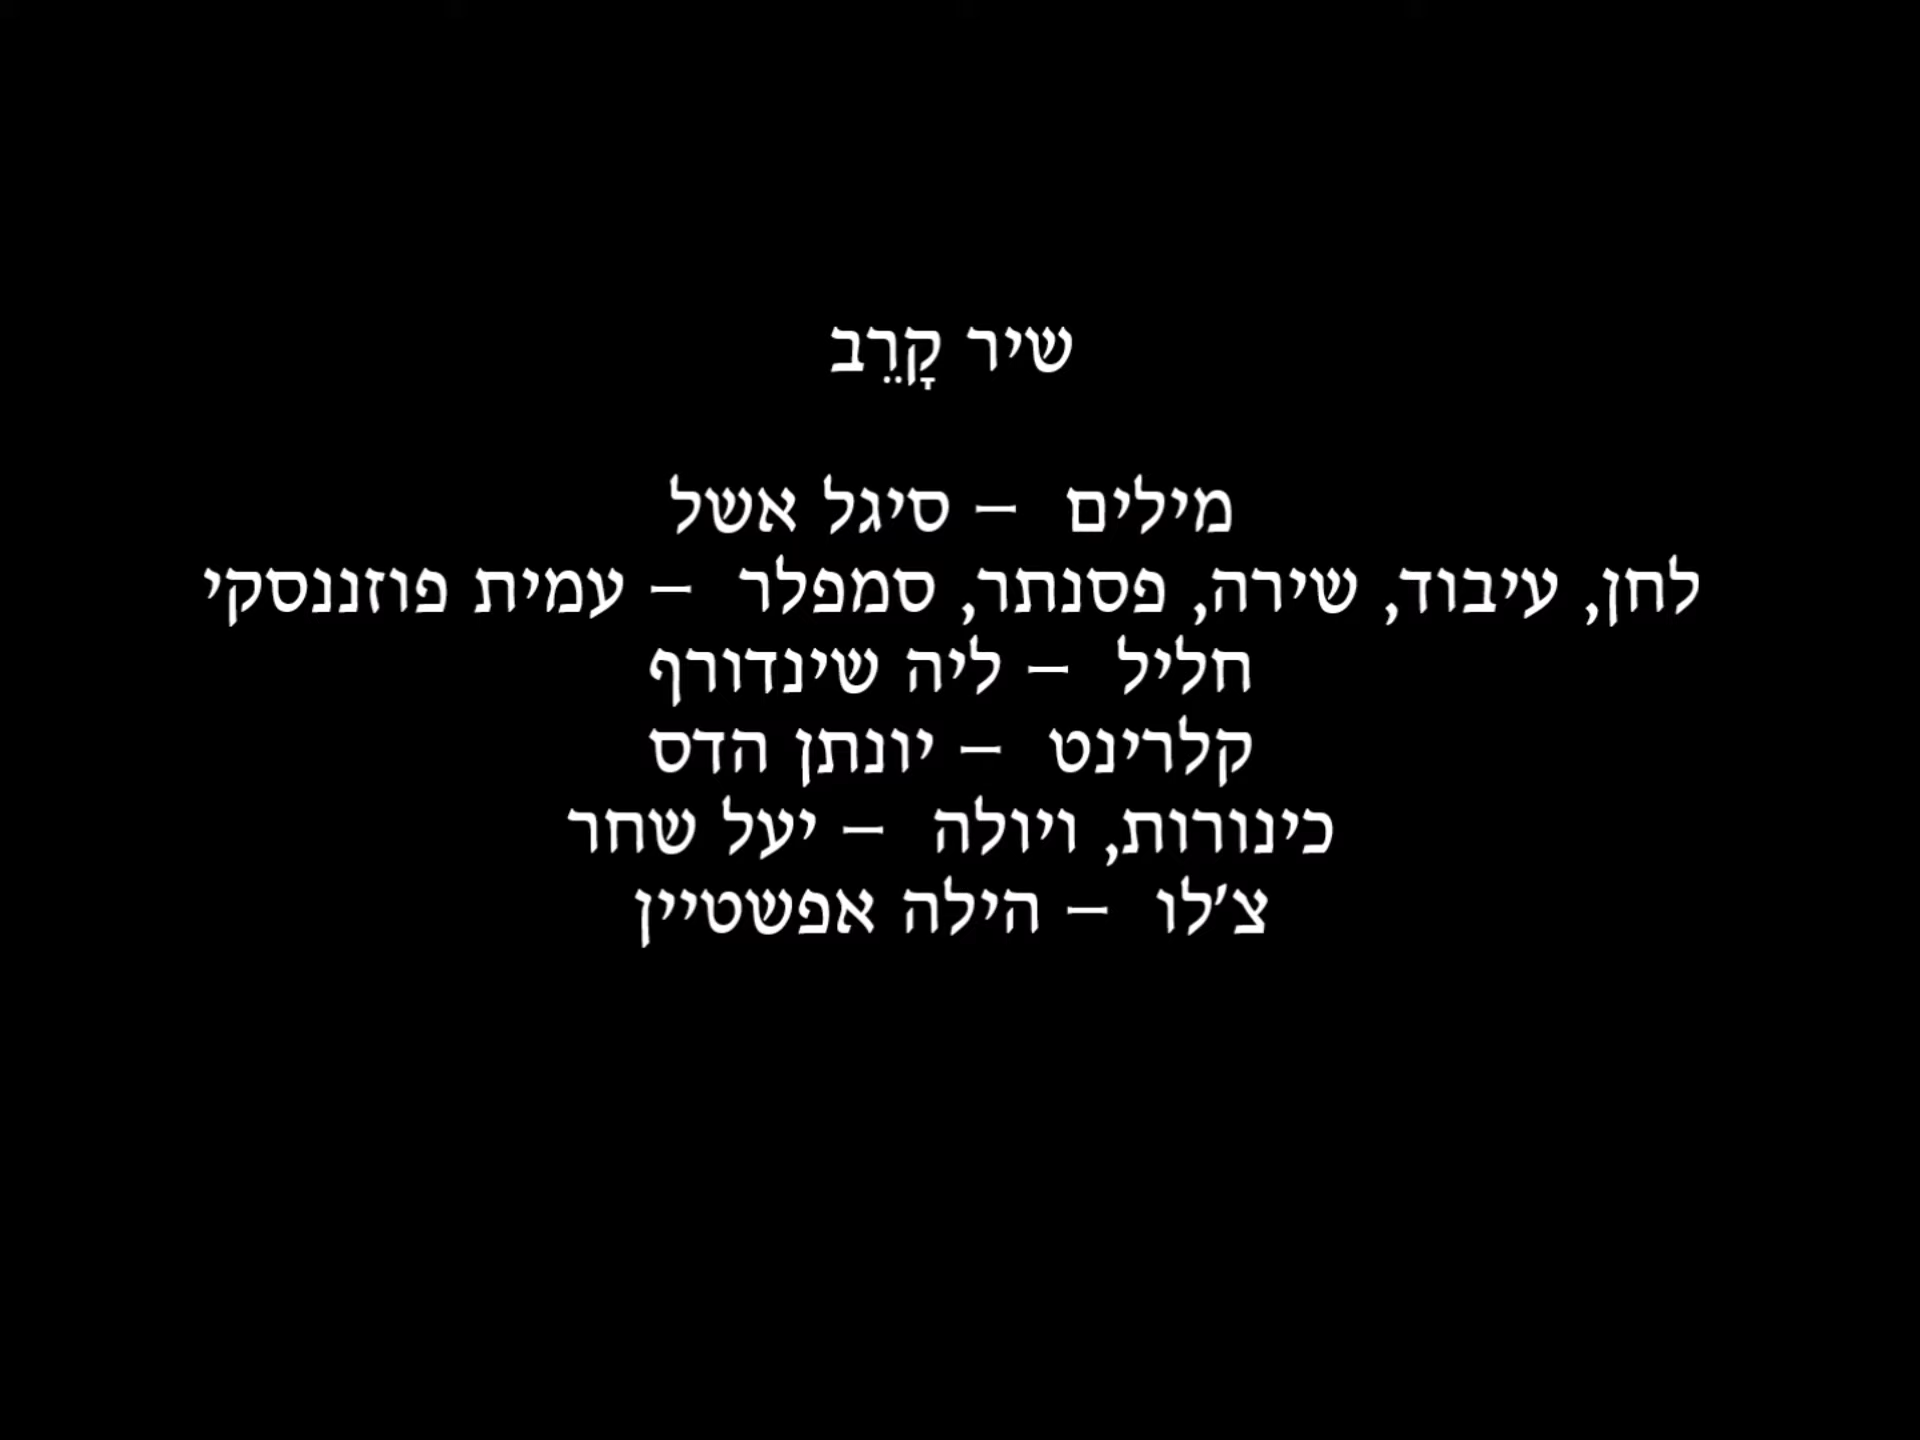 שיר קָרֵב
מילים – סיגל אשל
לחן, עיבוד, שירה, פסנתר, סמפלר – עמית פוזננסקי
חליל – ליה שינדורף
קלרינט – יונתן הדס
כינורות, ויולה – יעל שחר
צ'לו – הילה אפשטיין